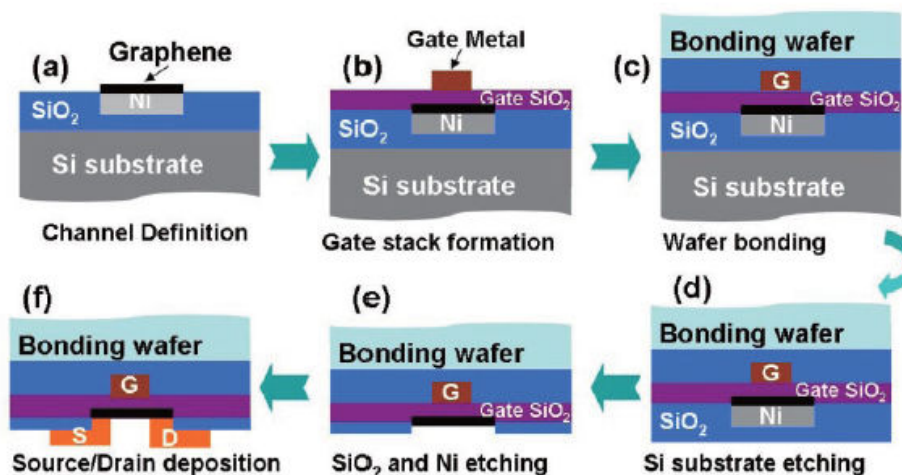 (a)
Graphene
Ni
SiO₂
Si substrate
Channel Definition
(b)
Gate Metal
Gate SiO₂
Ni
SiO₂
Si substrate
Gate stack formation
(c)
Bonding wafer
G
Gate SiO₂
Ni
SiO₂
Si substrate
Wafer bonding
(d)
Bonding wafer
G
Gate SiO₂
Ni
SiO₂
Si substrate etching
(e)
Bonding wafer
G
Gate SiO₂
SiO₂ and Ni etching
(f)
Bonding wafer
G
S
D
Source/Drain deposition